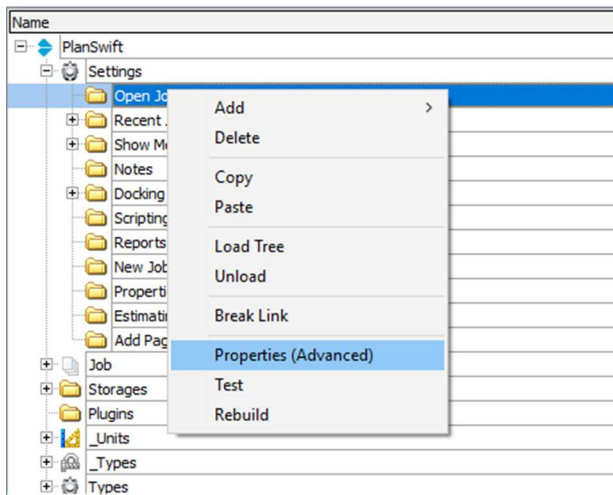 Name
PlanSwift
Settings
Open Jo
Recent
Show M
Notes
Docking
Scripting
Reports
New Job
Properti
Estimati
Add Pag
Job
Storages
Plugins
_Units
_Types
Types
Add
Delete
Copy
Paste
Load Tree
Unload
Break Link
Properties (Advanced)
Test
Rebuild